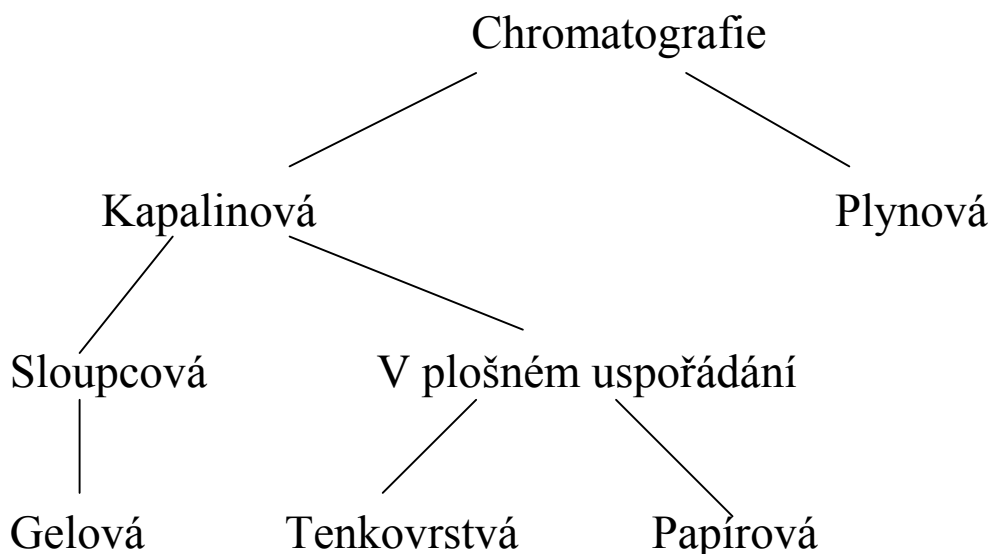 Chromatografie
Kapalinová Plynová
Sloupcová V plošném uspořádání
Gelová Tenkovrstvá Papírová